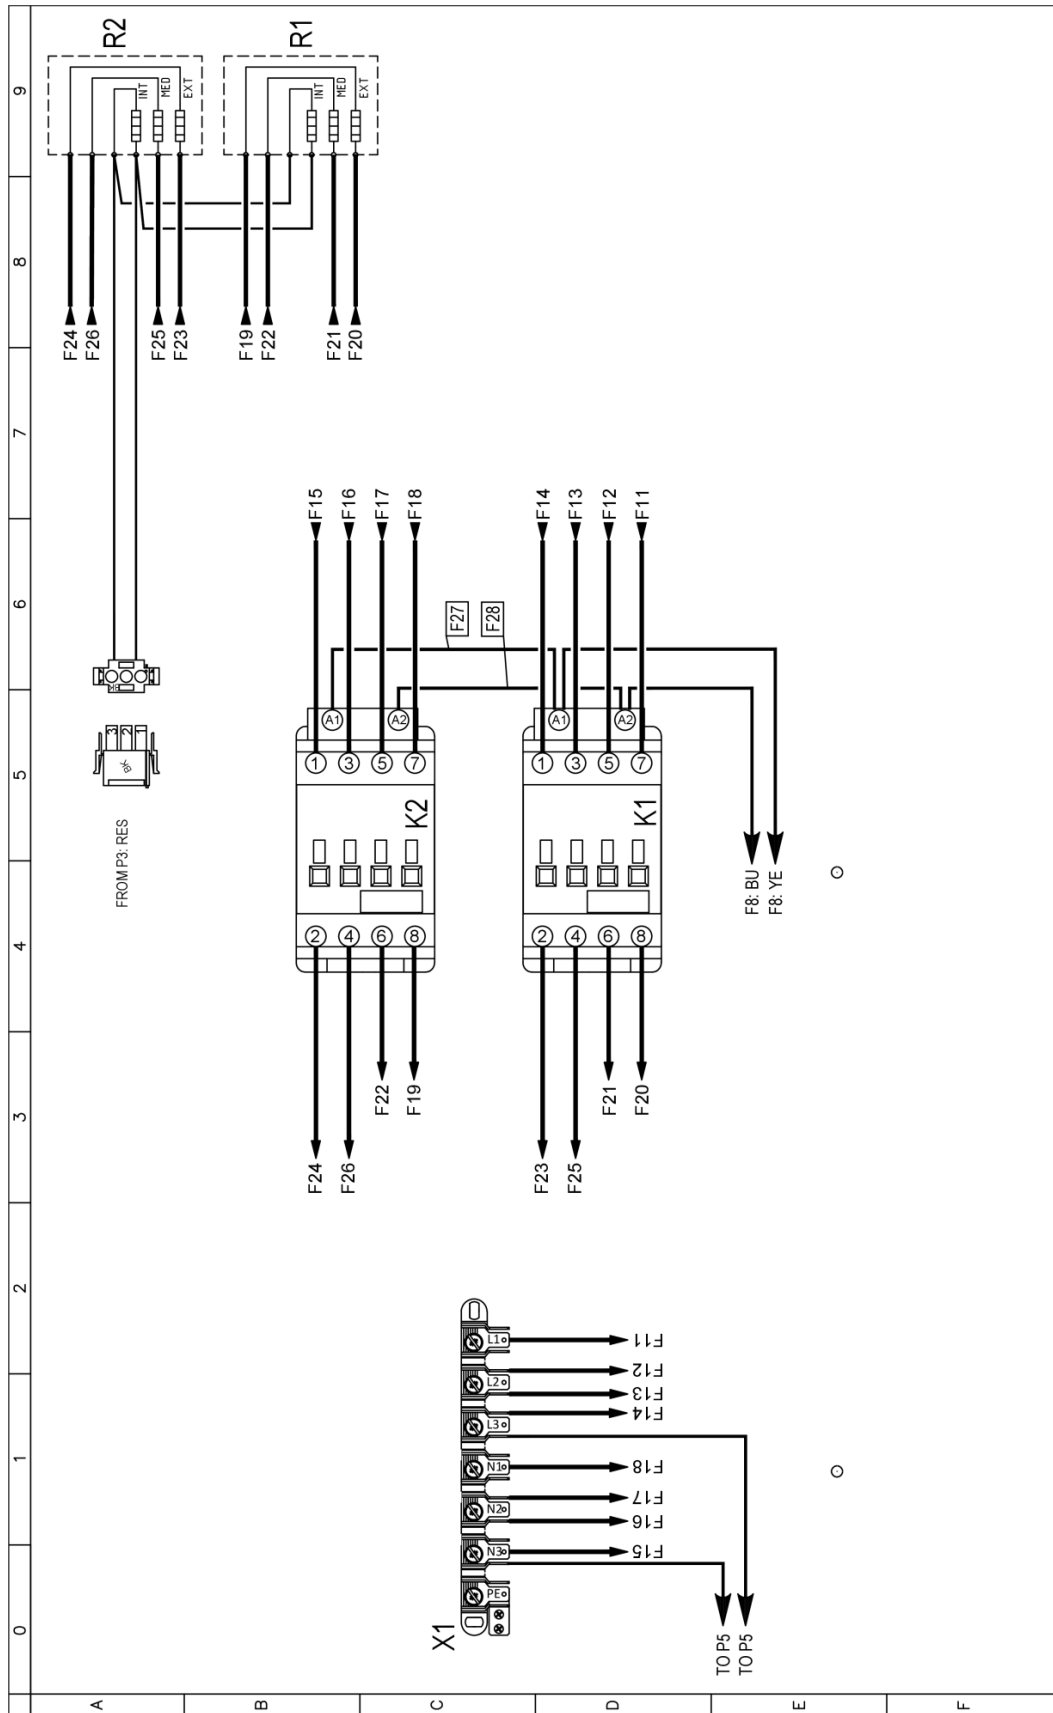 R2
R1
INT
MED
EXT
INT
MED
EXT
9
8
7
6
5
4
3
2
1
0
F24
F26
F25
F23
F19
F22
F21
F20
F15
F16
F17
F18
F14
F13
F12
F11
F27
F28
3
2
1
BK
FROM P3: RES
A1
A2
A1
A2
1
3
5
7
K2
2
4
6
8
1
3
5
7
K1
2
4
6
8
F8: BU
F8: YE
F24
F26
F22
F19
F23
F25
F21
F20
L1
L2
L3
N1
N2
N3
PE
X1
F11
F12
F13
F14
F18
F17
F16
F15
TO P5
TO P5
A
B
C
D
E
F